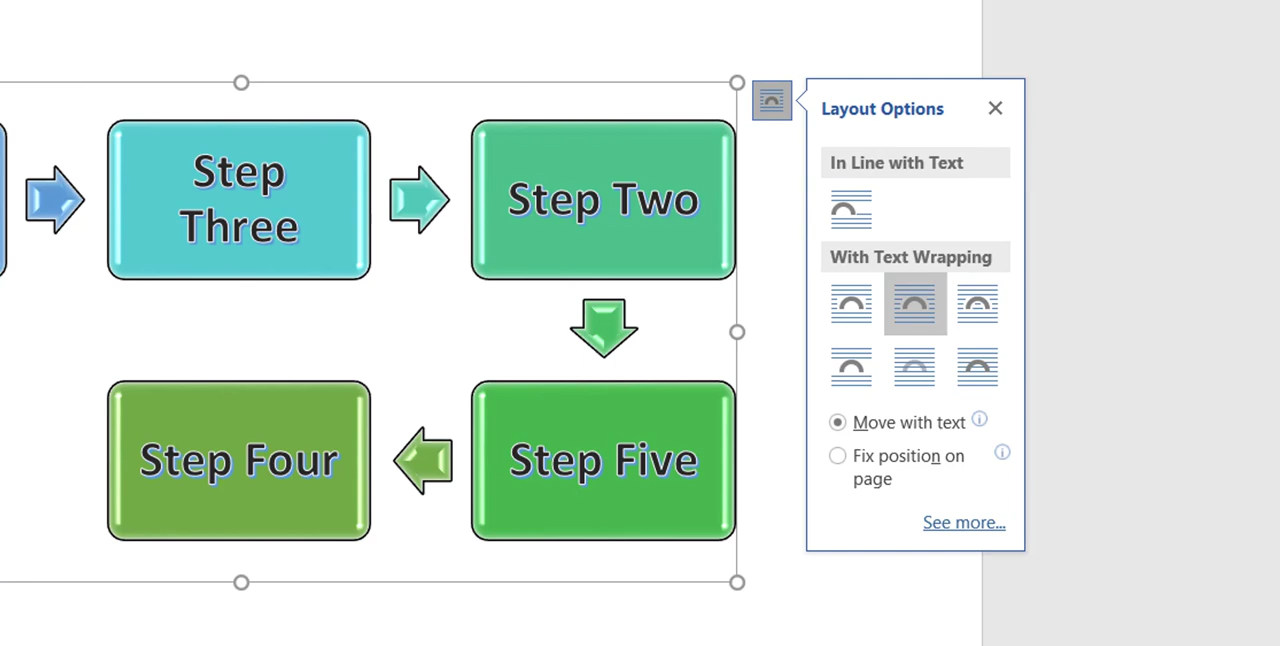 Step
Three
Step Two
Step Four
Step Five
Layout Options
In Line with Text
With Text Wrapping
Move with text
Fix position on
page
See more...